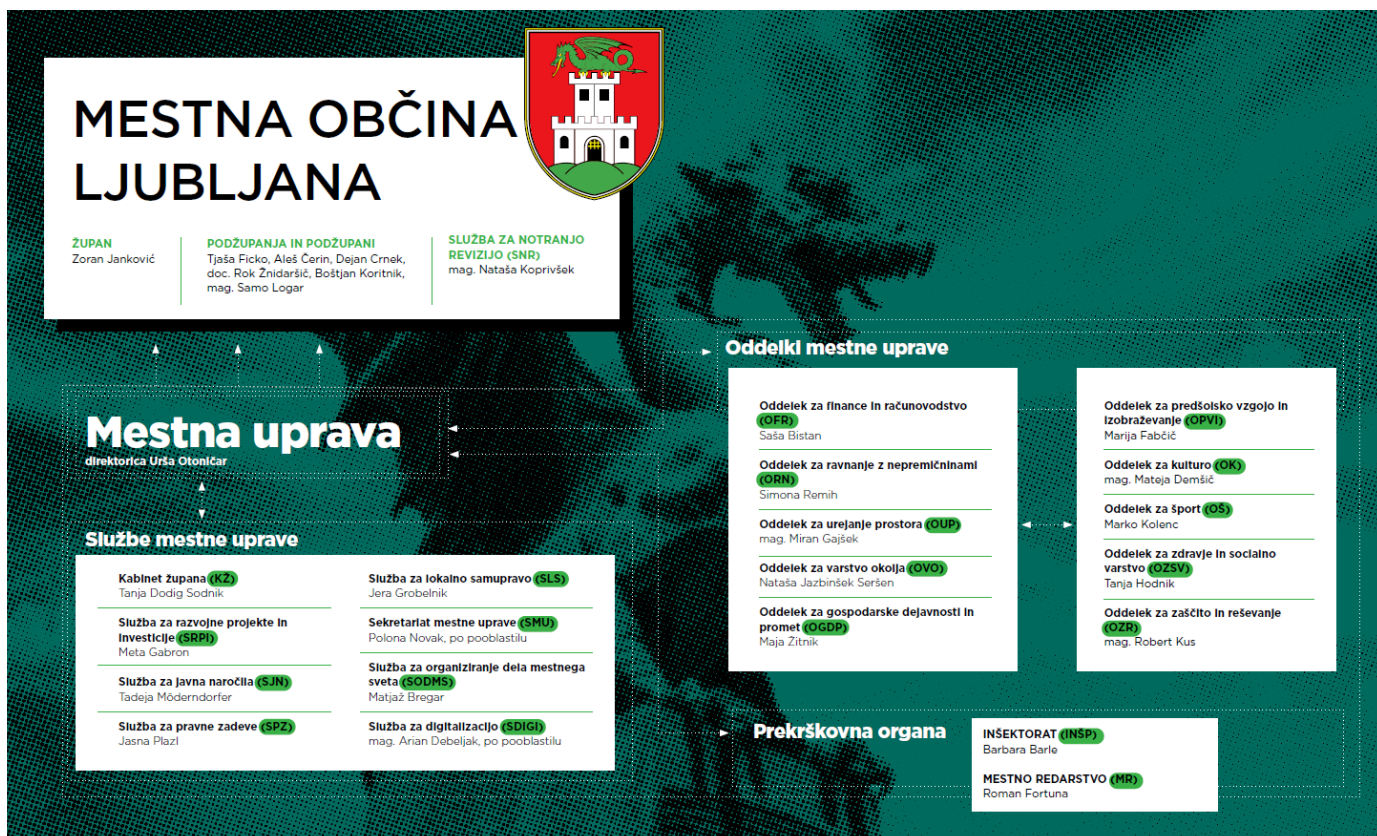 MESTNA OBČINA
LJUBLJANA
ŽUPAN
Zoran Janković
PODŽUPANJA IN PODŽUPANI
Tjaša Ficko, Aleš Čerin, Dejan Crnek,
doc. Rok Žnidaršič, Boštjan Koritnik,
mag. Samo Logar
SLUŽBA ZA NOTRANJO
REVIZIJO (SNR)
mag. Nataša Koprivšek
Mestna uprava
direktorica Urša Otoničar
Službe mestne uprave
Kabinet župana (KŽ)
Tanja Dodig Sodnik
Služba za razvojne projekte in
investicije (SRPI)
Meta Gabron
Služba za javna naročila (SJN)
Tadeja Möderndorfer
Služba za pravne zadeve (SPZ)
Jasna Plazl
Služba za lokalno samupravo (SLS)
Jera Grobelnik
Sekretariat mestne uprave (SMU)
Polona Novak, po pooblastilu
Služba za organiziranje dela mestnega
sveta (SODMS)
Matjaž Bregar
Služba za digitalizacijo (SDIGI)
mag. Arian Debeljak, po pooblastilu
Oddelki mestne uprave
Oddelek za finance in računovodstvo
(OFR)
Saša Bistan
Oddelek za ravnanje z nepremičninami
(ORN)
Simona Remih
Oddelek za urejanje prostora (OUP)
mag. Miran Gajšek
Oddelek za varstvo okolja (OVO)
Nataša Jazbinšek Seršen
Oddelek za gospodarske dejavnosti in
promet (OGDP)
Maja Žitnik
Oddelek za predšolsko vzgojo in
izobraževanje (OPVI)
Marija Fabčič
Oddelek za kulturo (OK)
mag. Mateja Demšič
Oddelek za šport (OŠ)
Marko Kolenc
Oddelek za zdravje in socialno
varstvo (OZSV)
Tanja Hodnik
Oddelek za zaščito in reševanje
(OZR)
mag. Robert Kus
Prekrškovna organa
INŠEKTORAT (INŠP)
Barbara Barle
MESTNO REDARSTVO (MR)
Roman Fortuna